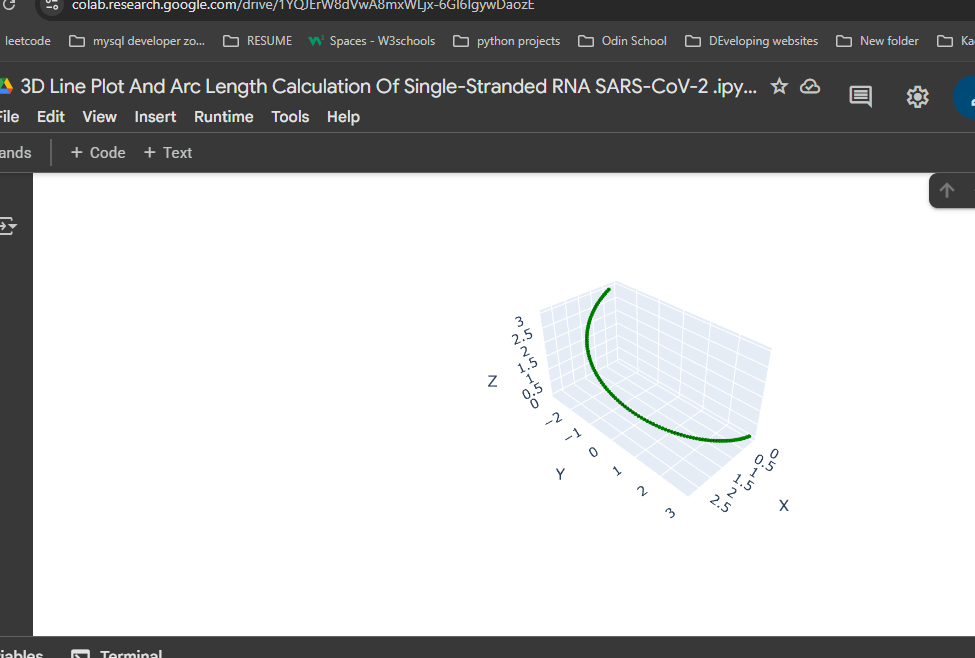 colab.research.google.com/drive/1YQJErW8dVwA8mxWLjx-6GI6IgywDaozE
leetcode mysql developer zo... RESUME Spaces - W3schools python projects Odin School DEveloping websites New folder Ka
3D Line Plot And Arc Length Calculation Of Single-Stranded RNA SARS-CoV-2 .ipy...
File Edit View Insert Runtime Tools Help
ands + Code + Text
3
2.5
2
1.5
1
0.5
0
Z
−2
−1
0
1
2
3
Y
0
0.5
1
1.5
2
2.5
X
iables Terminal